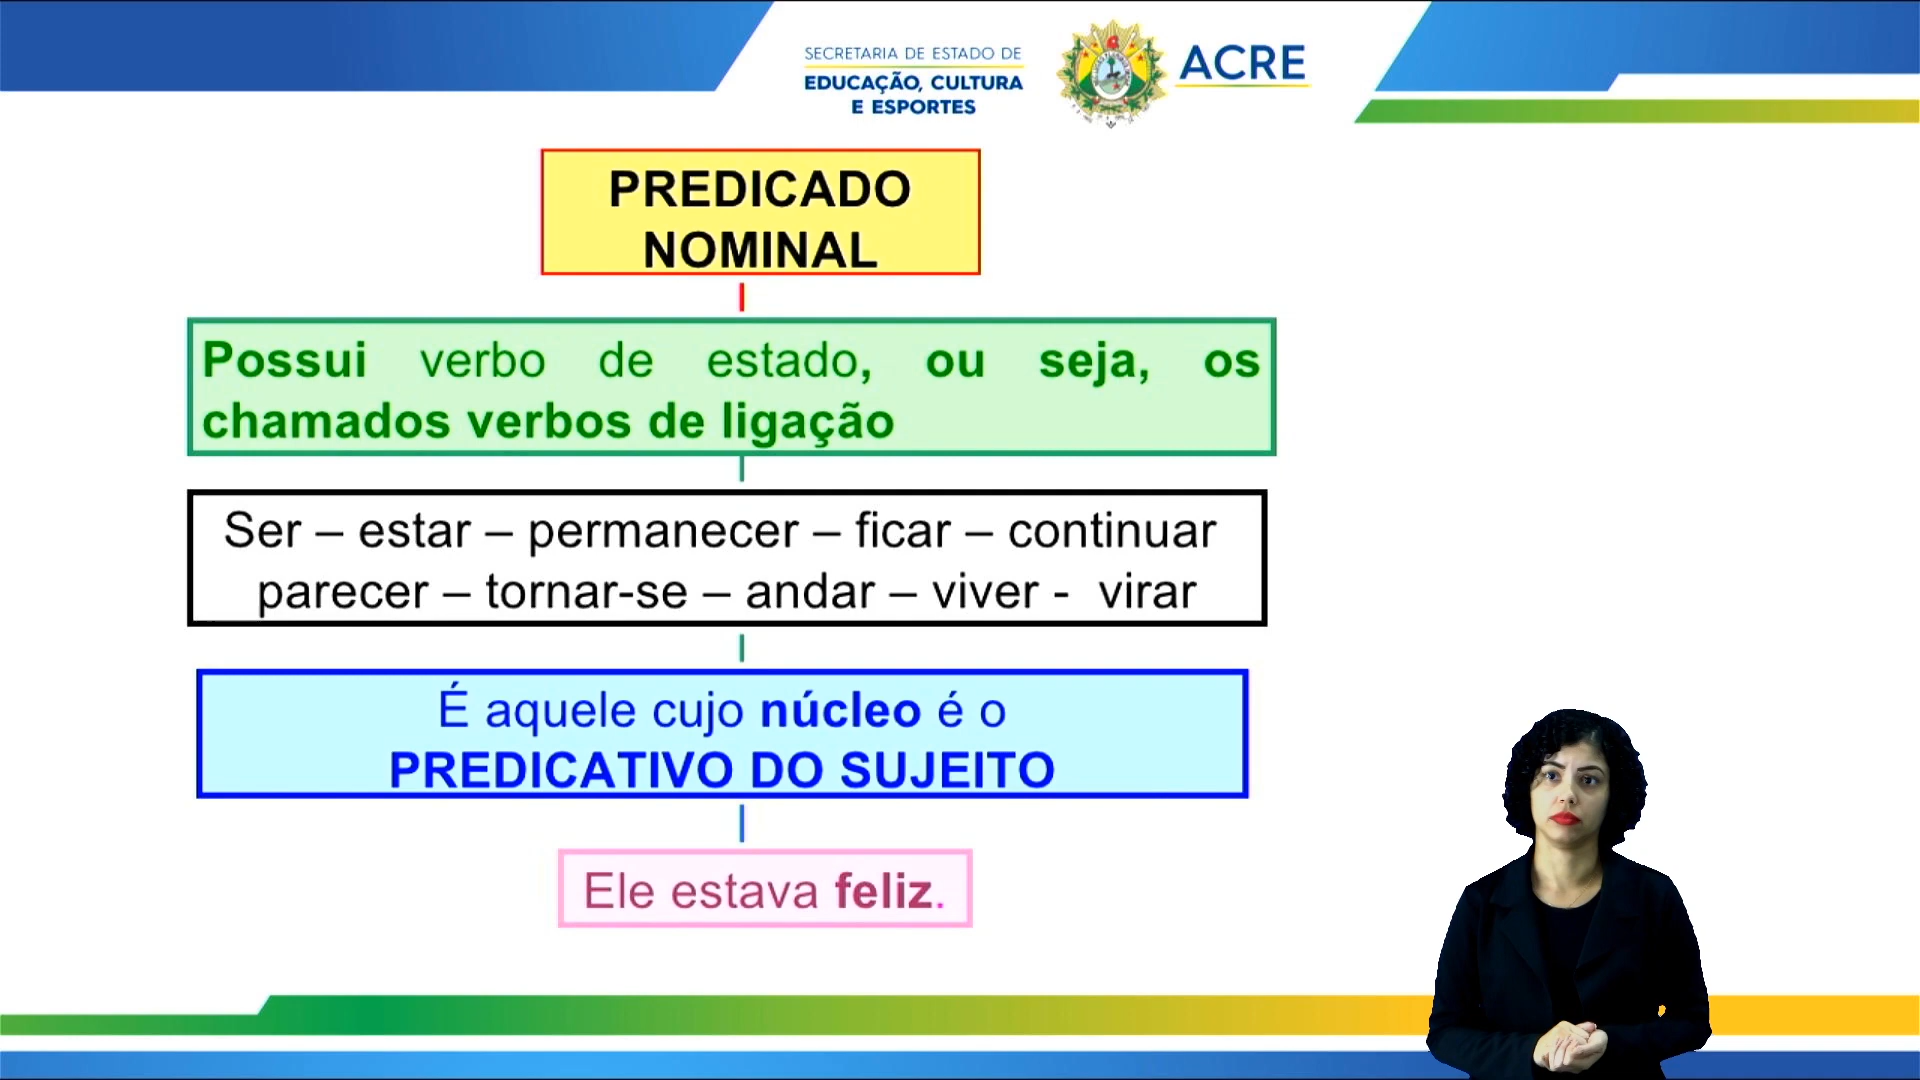 SECRETARIA DE ESTADO DE
EDUCAÇÃO, CULTURA
E ESPORTES
ACRE
PREDICADO
NOMINAL
Possui verbo de estado, ou seja, os
chamados verbos de ligação
Ser – estar – permanecer – ficar – continuar
parecer – tornar-se – andar – viver - virar
É aquele cujo núcleo é o
PREDICATIVO DO SUJEITO
Ele estava feliz.